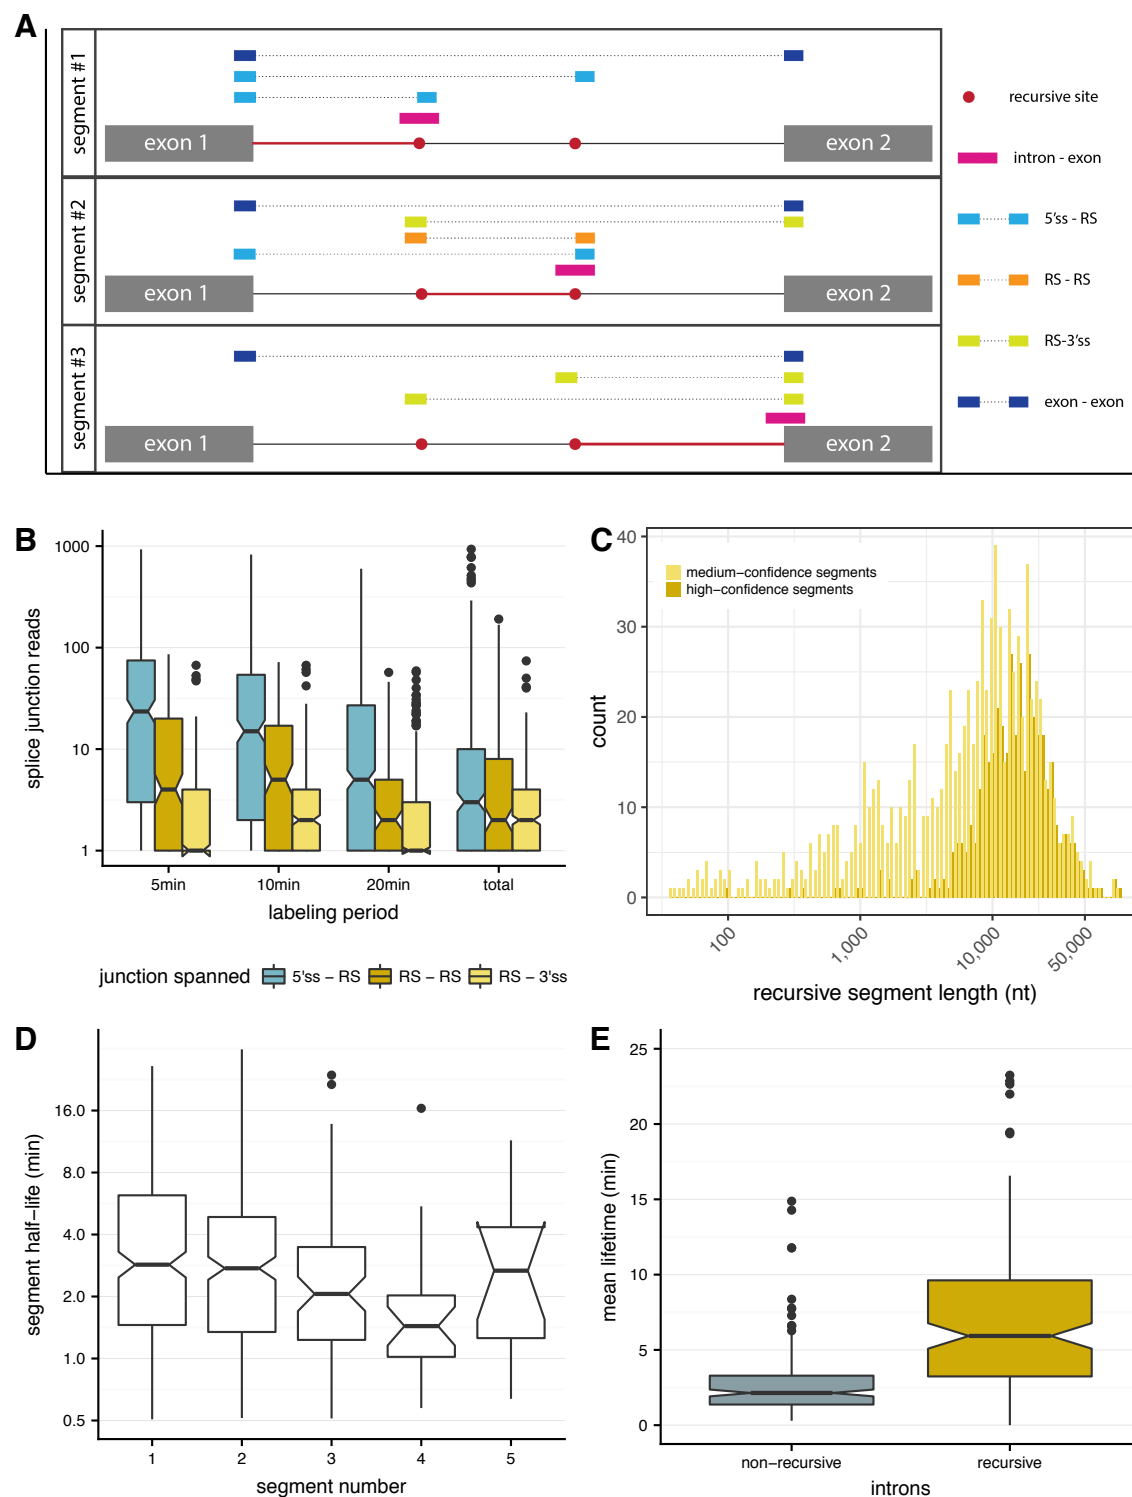 A
segment #1
exon 1
exon 2
segment #2
exon 1
exon 2
segment #3
exon 1
exon 2
recursive site
intron - exon
5'ss - RS
RS - RS
RS-3'ss
exon - exon
B
splice junction reads
1000
100
10
1
5min
10min
20min
total
labeling period
junction spanned
5'ss − RS
RS − RS
RS − 3'ss
C
count
40
30
20
10
0
medium−confidence segments
high−confidence segments
100
1,000
10,000
50,000
recursive segment length (nt)
D
segment half−life (min)
16.0
8.0
4.0
2.0
1.0
0.5
1
2
3
4
5
segment number
E
mean lifetime (min)
25
20
15
10
5
0
non−recursive
recursive
introns